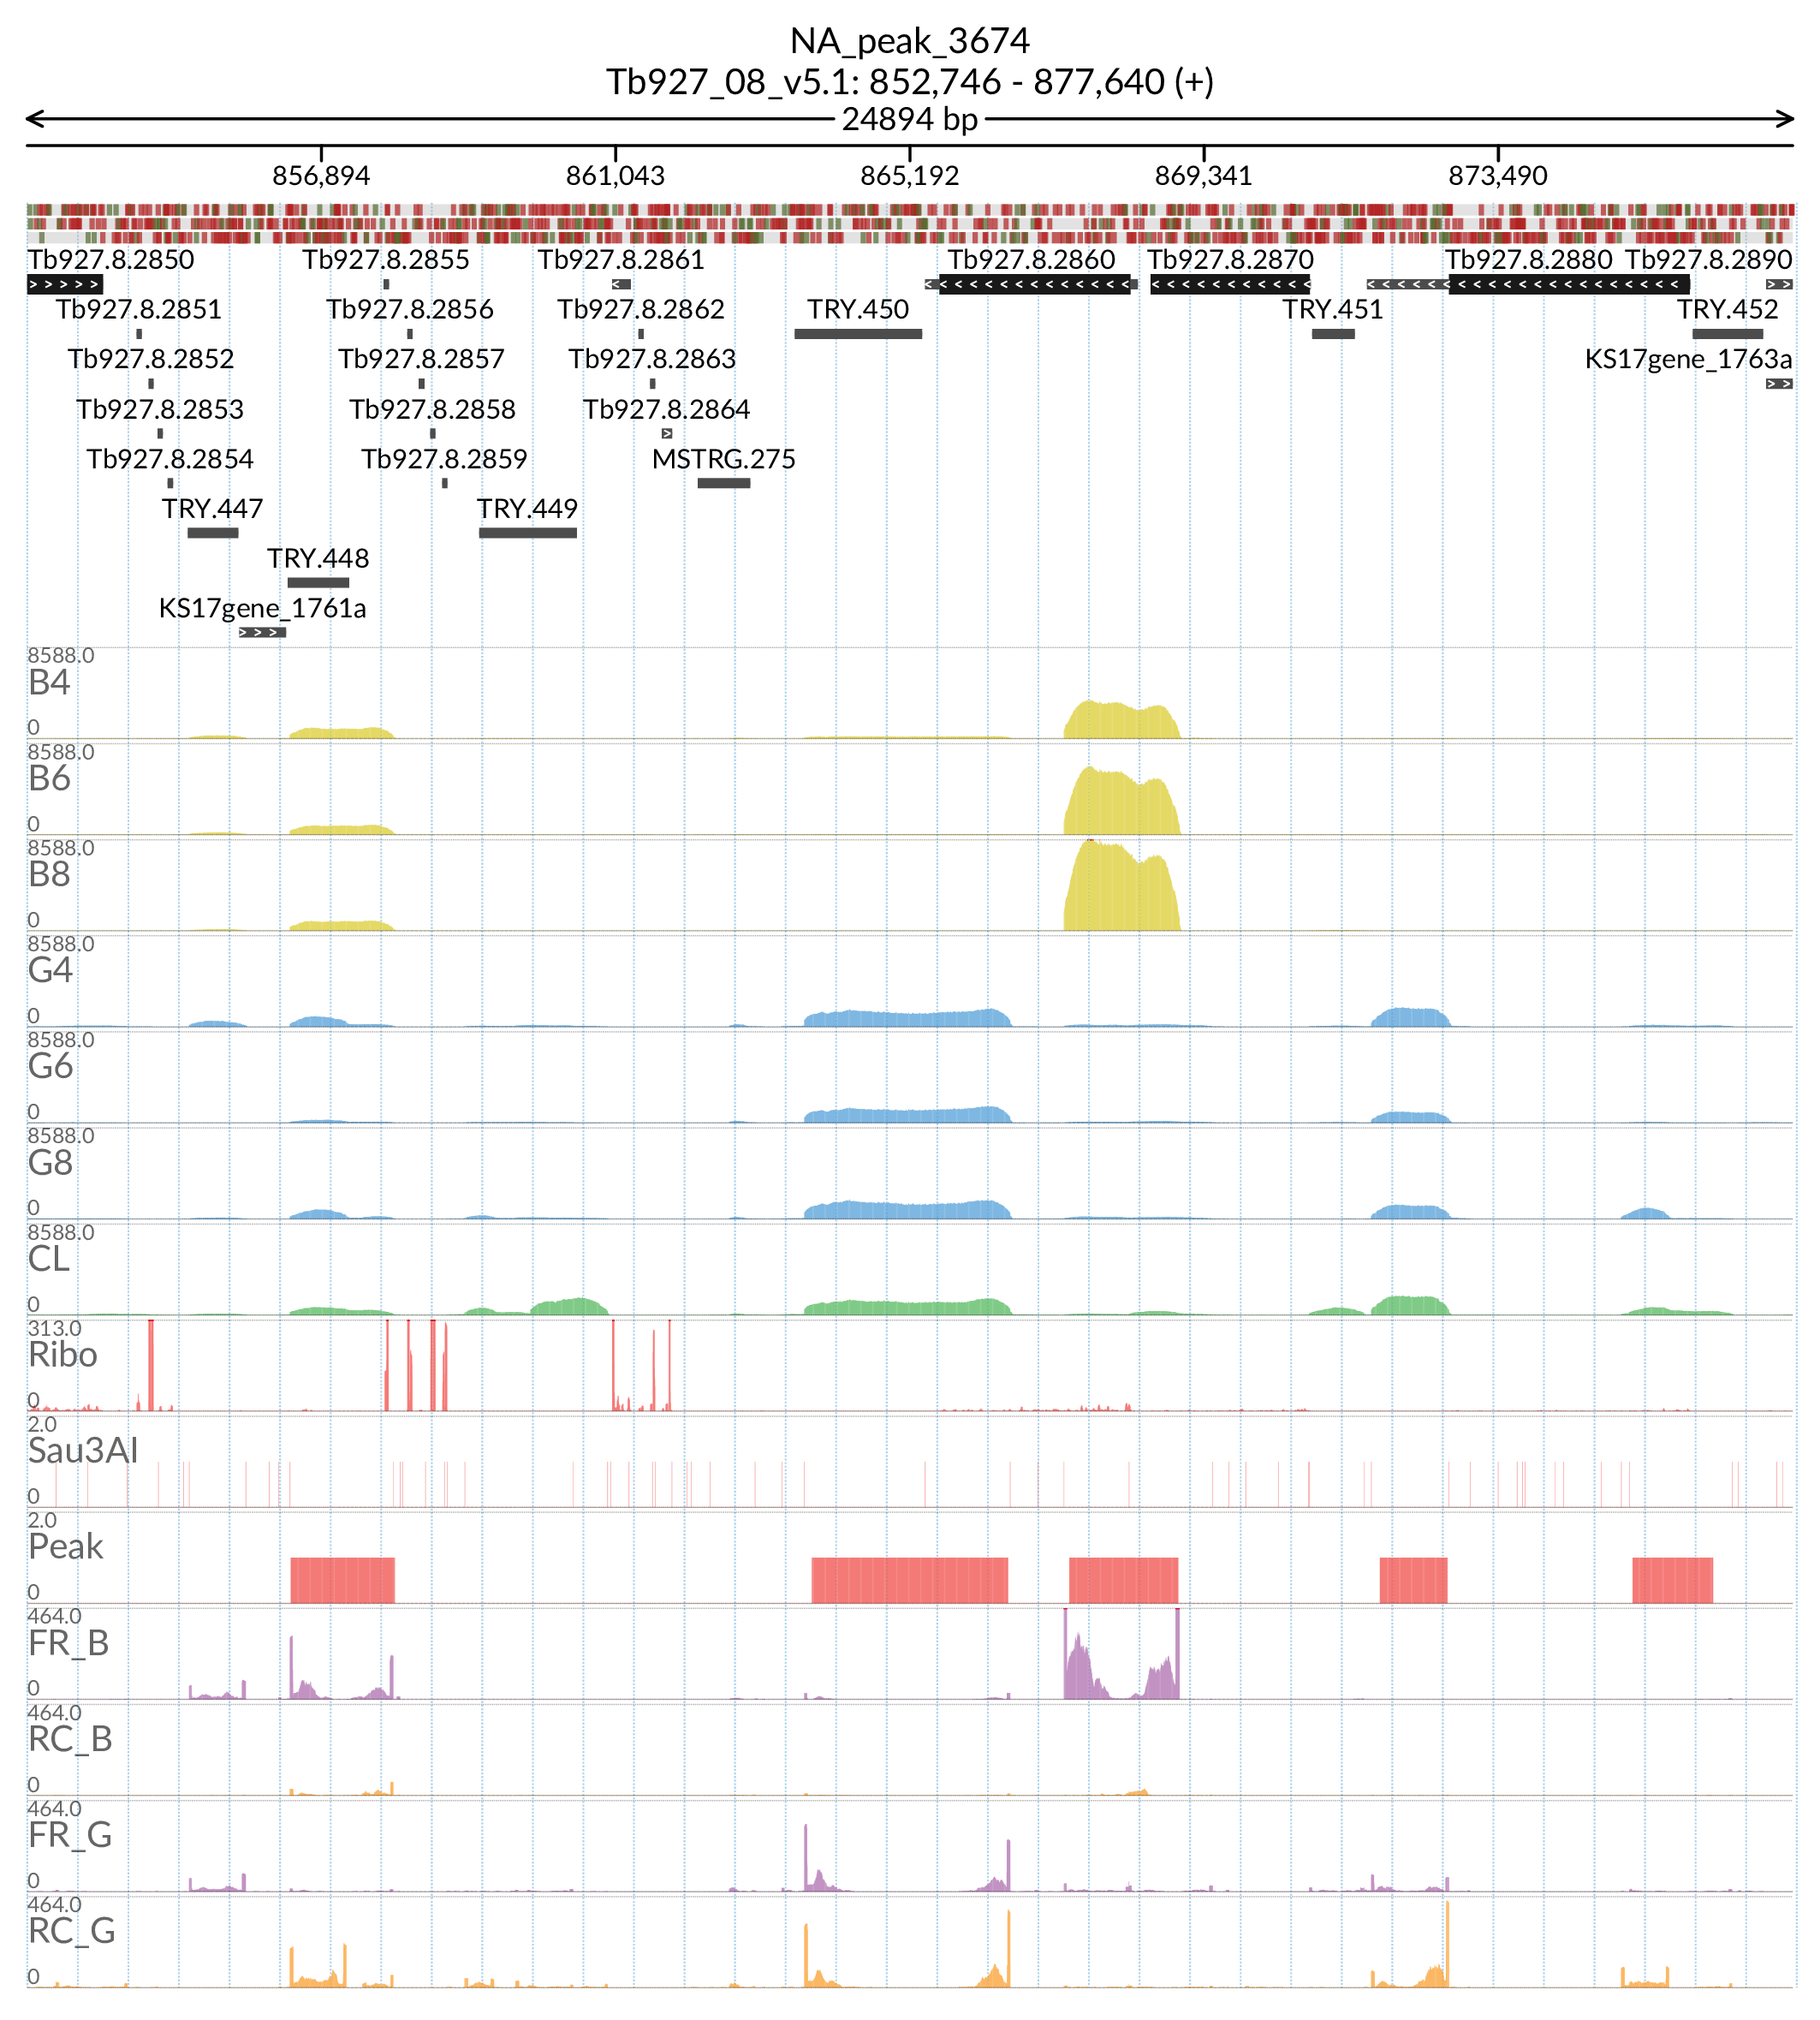 NA_peak_3674
Tb927_08_v5.1: 852,746 - 877,640 (+)
24894 bp
856,894 861,043 865,192 869,341 873,490
Tb927.8.2850 Tb927.8.2855 Tb927.8.2861 Tb927.8.2860 Tb927.8.2870 Tb927.8.2880 Tb927.8.2890
Tb927.8.2851 Tb927.8.2856 Tb927.8.2862 TRY.450 TRY.451 TRY.452
Tb927.8.2852 Tb927.8.2857 Tb927.8.2863 KS17gene_1763a
Tb927.8.2853 Tb927.8.2858 Tb927.8.2864
Tb927.8.2854 Tb927.8.2859 MSTRG.275
TRY.447 TRY.449
TRY.448
KS17gene_1761a
8588.0
B4
0
8588.0
B6
0
8588.0
B8
0
8588.0
G4
0
8588.0
G6
0
8588.0
G8
0
8588.0
CL
0
313.0
Ribo
0
2.0
Sau3AI
0
2.0
Peak
0
464.0
FR_B
0
464.0
RC_B
0
464.0
FR_G
0
464.0
RC_G
0